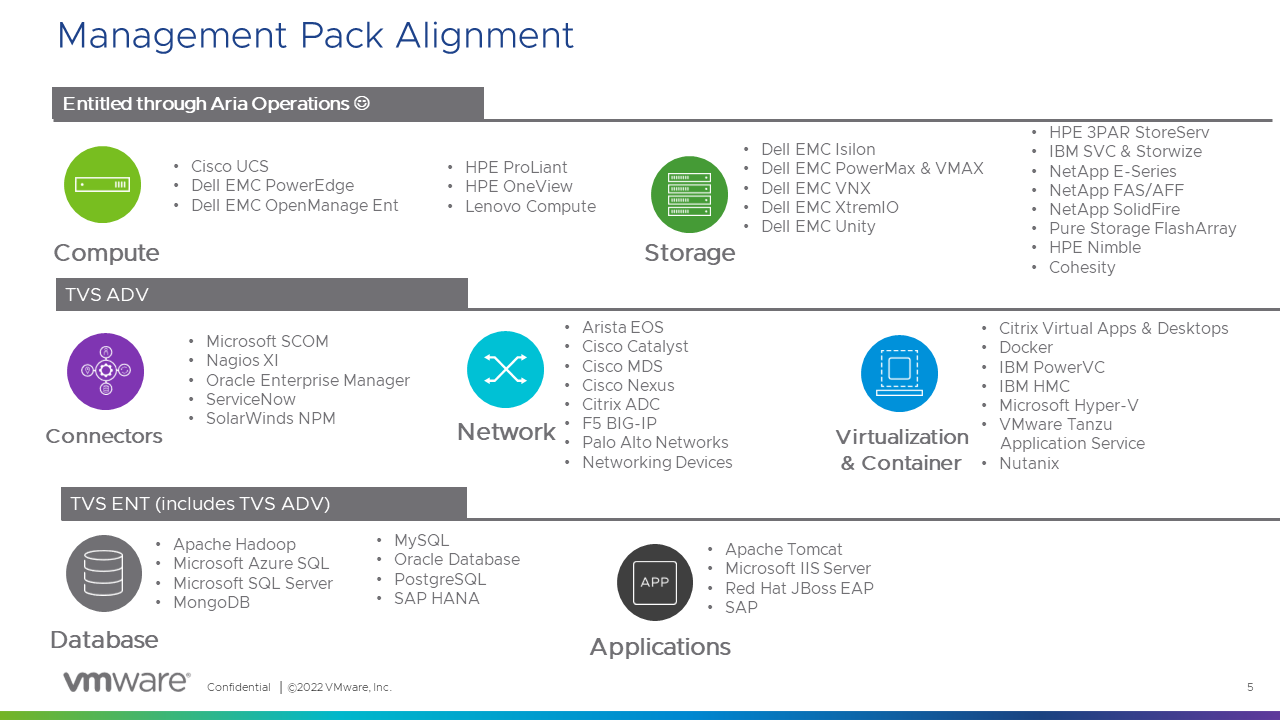 Management Pack Alignment
Entitled through Aria Operations ☺
• Cisco UCS
• Dell EMC PowerEdge
• Dell EMC OpenManage Ent
• HPE ProLiant
• HPE OneView
• Lenovo Compute
Compute
• Dell EMC Isilon
• Dell EMC PowerMax & VMAX
• Dell EMC VNX
• Dell EMC XtremIO
• Dell EMC Unity
• HPE 3PAR StoreServ
• IBM SVC & Storwize
• NetApp E-Series
• NetApp FAS/AFF
• NetApp SolidFire
• Pure Storage FlashArray
• HPE Nimble
• Cohesity
Storage
TVS ADV
• Microsoft SCOM
• Nagios XI
• Oracle Enterprise Manager
• ServiceNow
• SolarWinds NPM
Connectors
• Arista EOS
• Cisco Catalyst
• Cisco MDS
• Cisco Nexus
• Citrix ADC
• F5 BIG-IP
• Palo Alto Networks
• Networking Devices
Network
• Citrix Virtual Apps & Desktops
• Docker
• IBM PowerVC
• IBM HMC
• Microsoft Hyper-V
• VMware Tanzu
Application Service
• Nutanix
Virtualization
& Container
TVS ENT (includes TVS ADV)
• Apache Hadoop
• Microsoft Azure SQL
• Microsoft SQL Server
• MongoDB
• MySQL
• Oracle Database
• PostgreSQL
• SAP HANA
Database
APP
• Apache Tomcat
• Microsoft IIS Server
• Red Hat JBoss EAP
• SAP
Applications
vmware®
Confidential | ©2022 VMware, Inc.
5